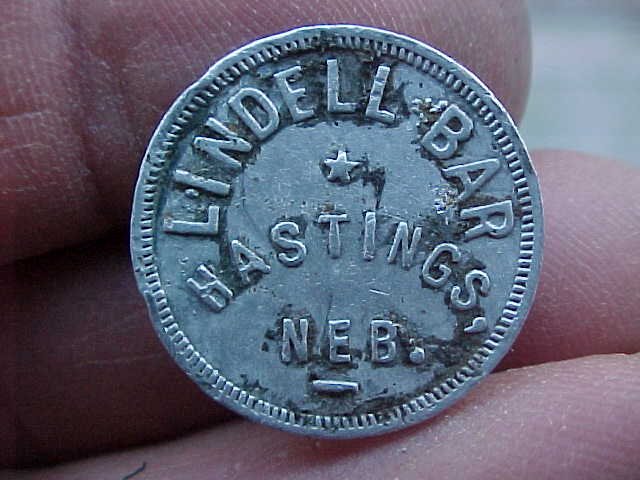 LINDELL BAR
HASTINGS,
NEB.